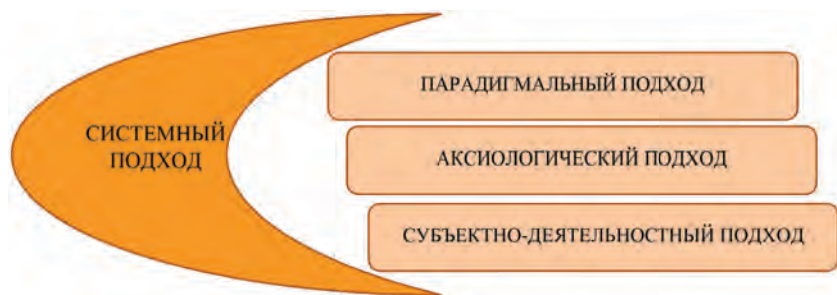 СИСТЕМНЫЙ
ПОДХОД
ПАРАДИГМАЛЬНЫЙ ПОДХОД
АКСИОЛОГИЧЕСКИЙ ПОДХОД
СУБЪЕКТНО-ДЕЯТЕЛЬНОСТНЫЙ ПОДХОД